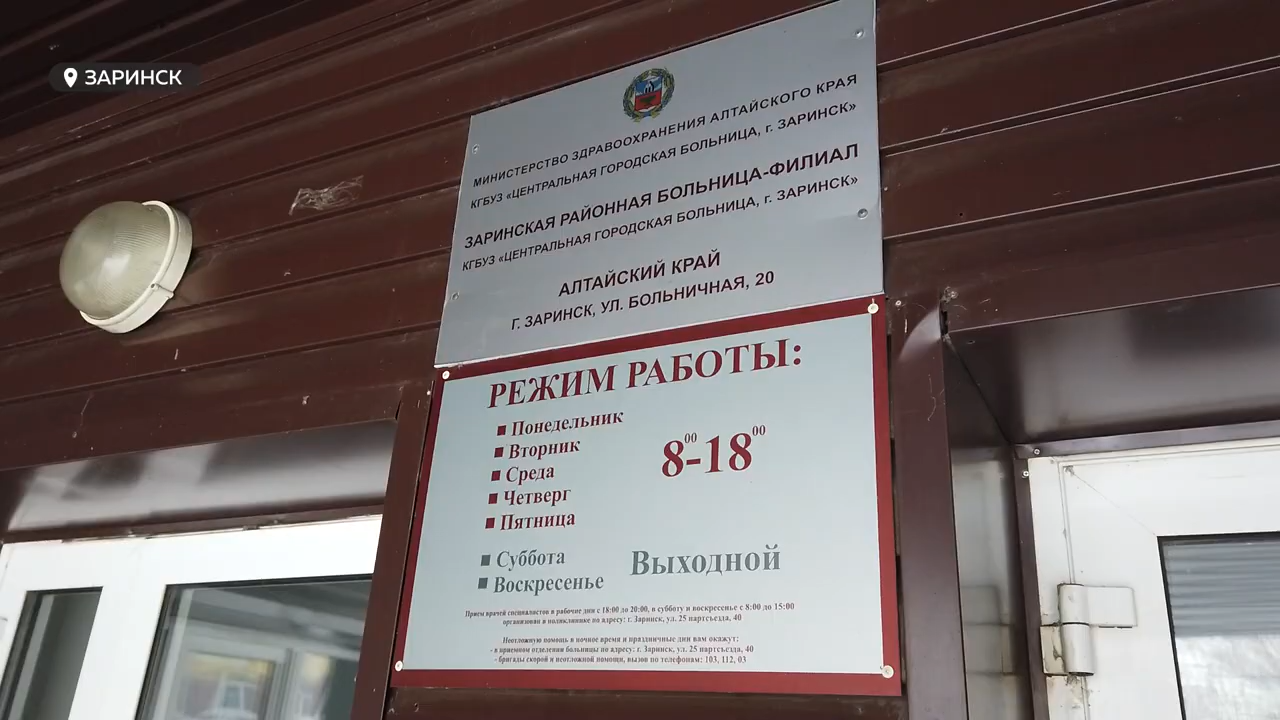 ЗАРИНСК
МИНИСТЕРСТВО ЗДРАВООХРАНЕНИЯ АЛТАЙСКОГО КРАЯ
КГБУЗ «ЦЕНТРАЛЬНАЯ ГОРОДСКАЯ БОЛЬНИЦА, г. ЗАРИНСК»
ЗАРИНСКАЯ РАЙОННАЯ БОЛЬНИЦА-ФИЛИАЛ
КГБУЗ «ЦЕНТРАЛЬНАЯ ГОРОДСКАЯ БОЛЬНИЦА, г. ЗАРИНСК»
АЛТАЙСКИЙ КРАЙ
Г. ЗАРИНСК, УЛ. БОЛЬНИЧНАЯ, 20
РЕЖИМ РАБОТЫ:
Понедельник
Вторник
Среда
Четверг
Пятница
8⁰⁰-18⁰⁰
Суббота
Воскресенье
Выходной
Прием врачей специалистов в рабочие дни с 18:00 до 20:00, в субботу и воскресенье с 8:00 до 15:00
организован в поликлинике по адресу: г. Заринск, ул. 25 партсъезда, 40
Неотложную помощь в ночное время и праздничные дни вам окажут:
- в приемном отделении больницы по адресу: г. Заринск, ул. 25 партсъезда, 40
- бригады скорой и неотложной помощи, вызов по телефонам: 103, 112, 03